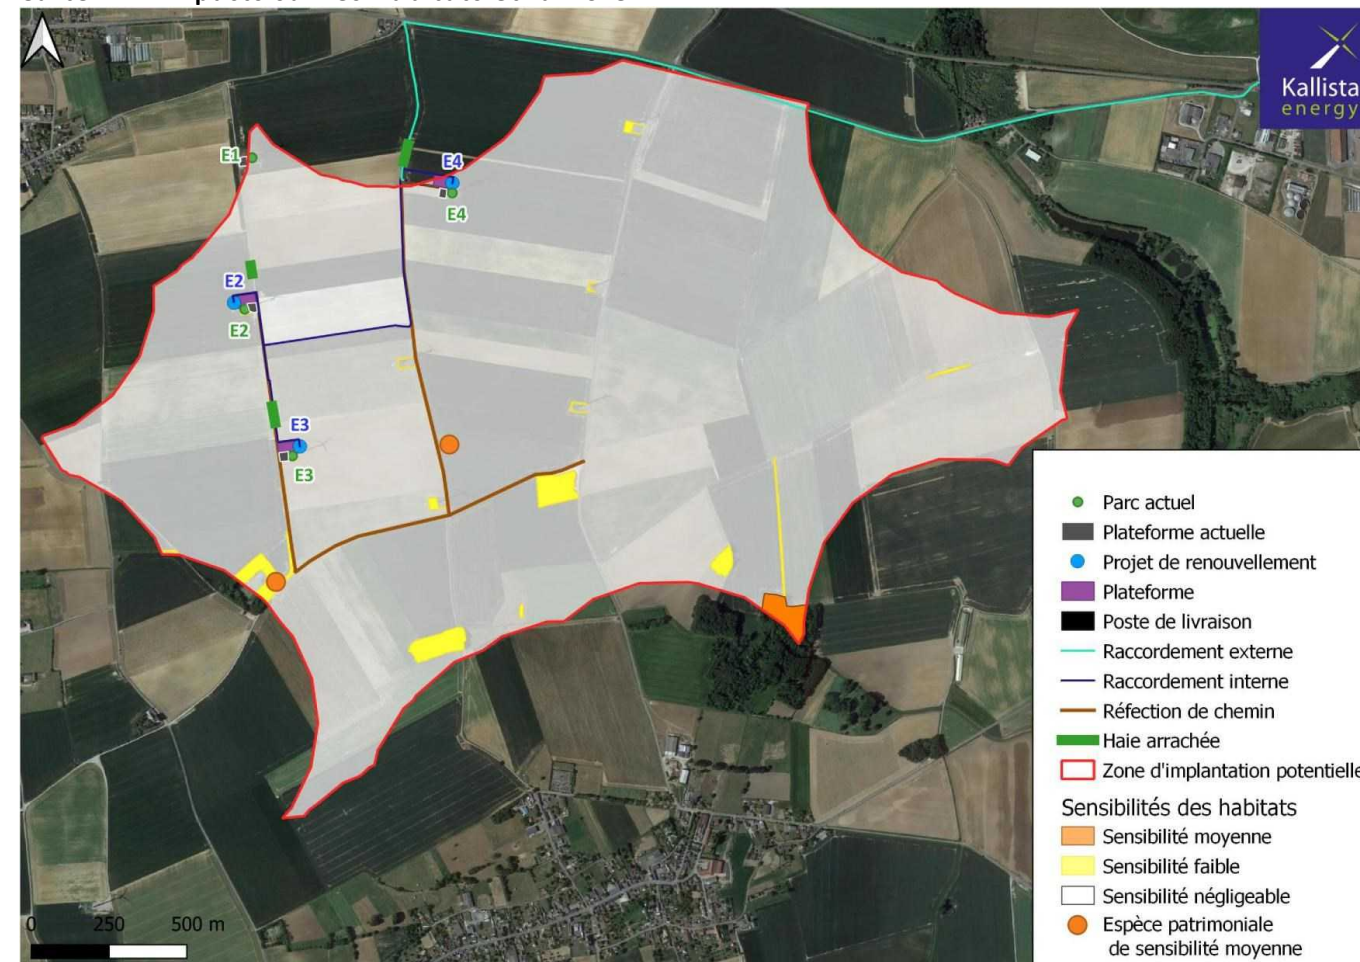 Kallista
energy
E1
E4
E4
E2
E2
E3
E3
Parc actuel
Plateforme actuelle
Projet de renouvellement
Plateforme
Poste de livraison
Raccordement externe
Raccordement interne
Réfection de chemin
Haie arrachée
Zone d'implantation potentielle
Sensibilités des habitats
Sensibilité moyenne
Sensibilité faible
Sensibilité négligeable
Espèce patrimoniale
de sensibilité moyenne
0 250 500 m